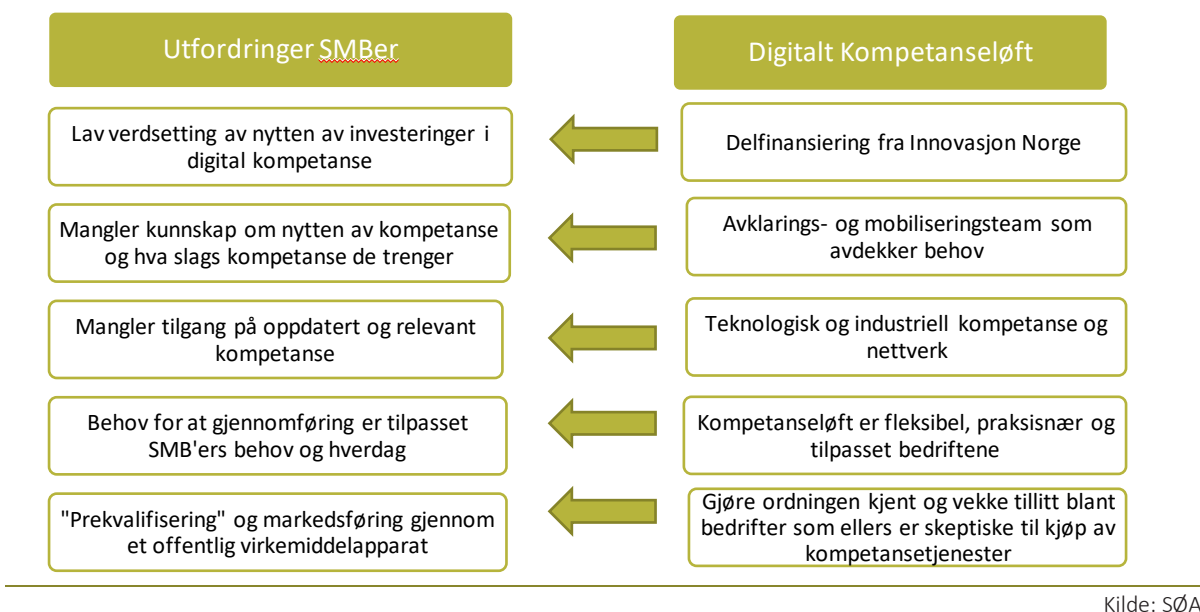 Utfordringer SMBer
Digitalt Kompetanseløft
Lav verdsetting av nytten av investeringer i
digital kompetanse
Delfinansiering fra Innovasjon Norge
Mangler kunnskap om nytten av kompetanse
og hva slags kompetanse de trenger
Avklarings- og mobiliseringsteam som
avdekker behov
Mangler tilgang på oppdatert og relevant
kompetanse
Teknologisk og industriell kompetanse og
nettverk
Behov for at gjennomføring er tilpasset
SMB'ers behov og hverdag
Kompetanseløft er fleksibel, praksisnær og
tilpasset bedriftene
"Prekvalifisering" og markedsføring gjennom
et offentlig virkemiddelapparat
Gjøre ordningen kjent og vekke tillitt blant
bedrifter som ellers er skeptiske til kjøp av
kompetansetjenester
Kilde: SØA